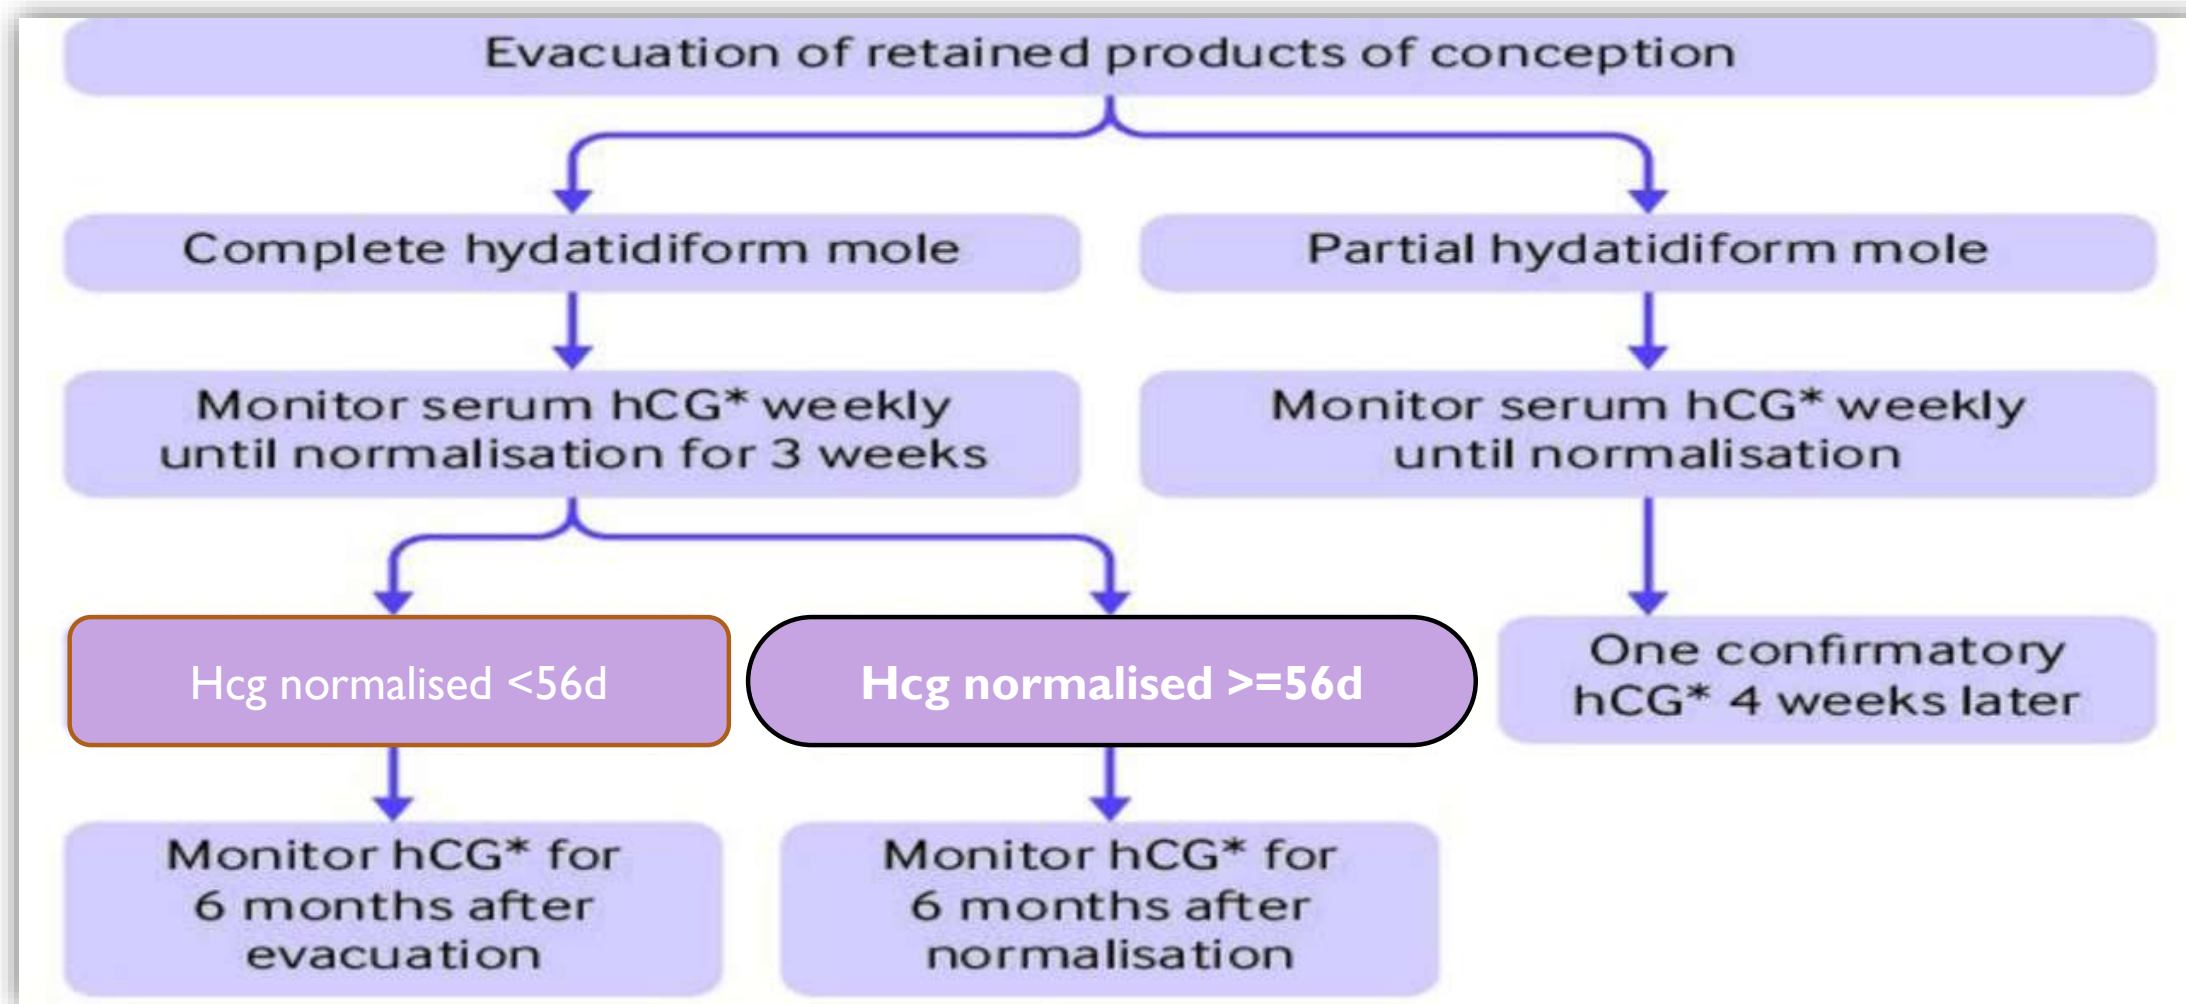 Evacuation of retained products of conception
Complete hydatidiform mole
Partial hydatidiform mole
Monitor serum hCG* weekly
until normalisation for 3 weeks
Monitor serum hCG* weekly
until normalisation
Hcg normalised <56d
Hcg normalised >=56d
One confirmatory
hCG* 4 weeks later
Monitor hCG* for
6 months after
evacuation
Monitor hCG* for
6 months after
normalisation